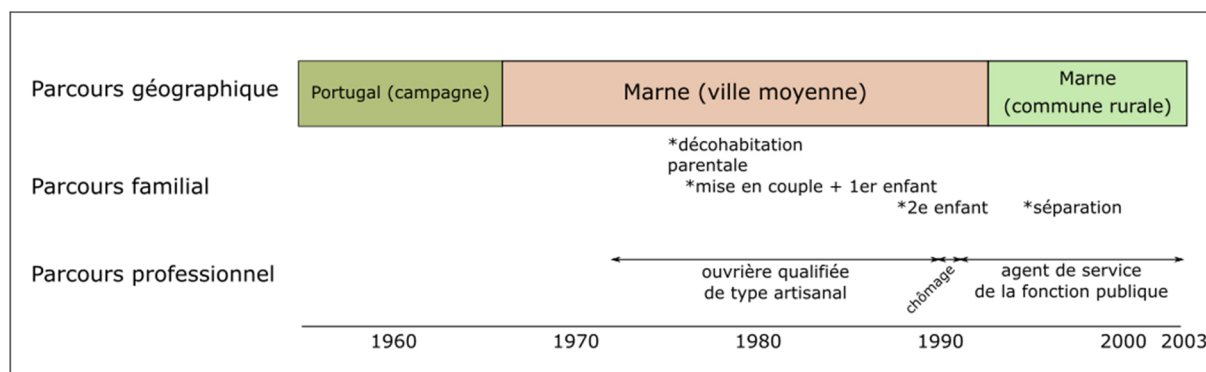 Parcours géographique
Portugal (campagne)
Marne (ville moyenne)
Marne
(commune rurale)
Parcours familial
*décohabitation
parentale
*mise en couple + 1er enfant
*2e enfant
*séparation
Parcours professionnel
ouvrière qualifiée
de type artisanal
chômage
agent de service
de la fonction publique
1960 1970 1980 1990 2000 2003